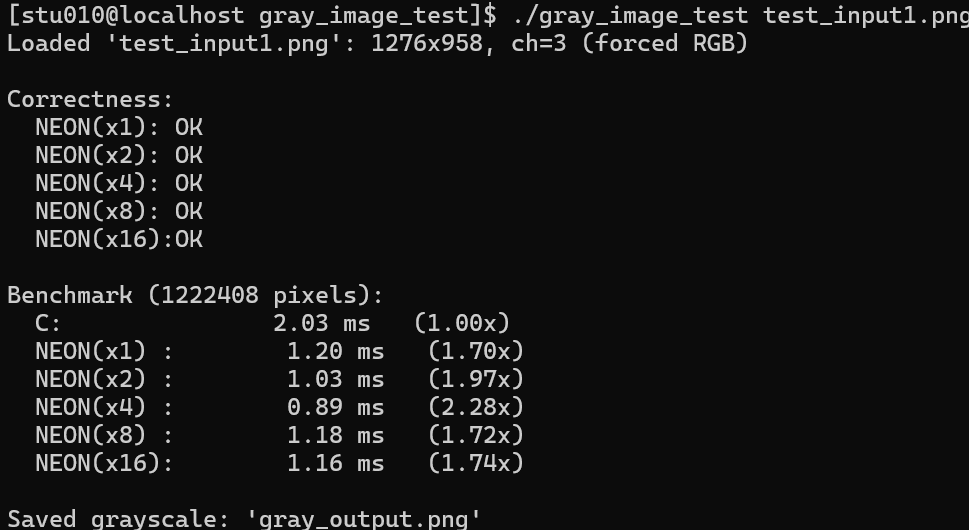 [stu010@localhost gray_image_test]$ ./gray_image_test test_input1.png
Loaded 'test_input1.png': 1276x958, ch=3 (forced RGB)
Correctness:
NEON(x1): OK
NEON(x2): OK
NEON(x4): OK
NEON(x8): OK
NEON(x16):OK
Benchmark (1222408 pixels):
C: 2.03 ms (1.00x)
NEON(x1) : 1.20 ms (1.70x)
NEON(x2) : 1.03 ms (1.97x)
NEON(x4) : 0.89 ms (2.28x)
NEON(x8) : 1.18 ms (1.72x)
NEON(x16): 1.16 ms (1.74x)
Saved grayscale: 'gray_output.png'